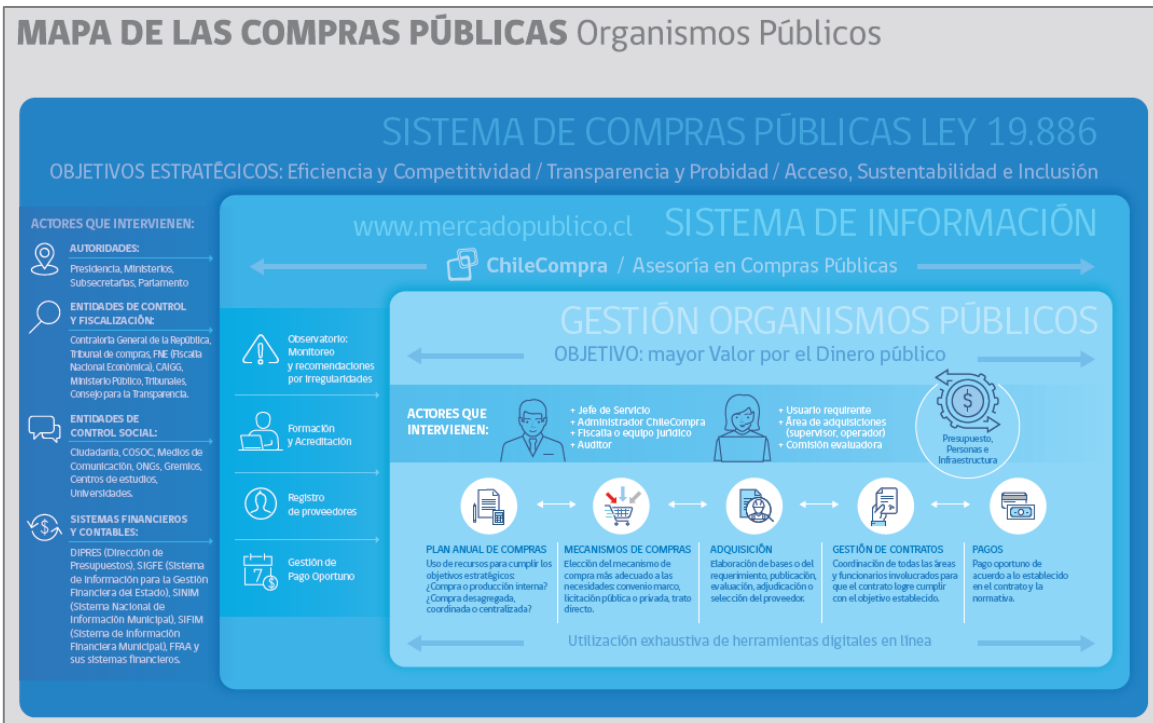 MAPA DE LAS COMPRAS PÚBLICAS Organismos Públicos
SISTEMA DE COMPRAS PÚBLICAS LEY 19.886
OBJETIVOS ESTRATÉGICOS: Eficiencia y Competitividad / Transparencia y Probidad / Acceso, Sustentabilidad e Inclusión
ACTORES QUE INTERVIENEN:
AUTORIDADES:
Presidencia, Ministerios,
Subsecretarías, Parlamento
ENTIDADES DE CONTROL
Y FISCALIZACIÓN:
Contraloría General de la República,
Tribunal de compras, FNE (Fiscalía
Nacional Económica), CAIGG,
Ministerio Público, Tribunales,
Consejo para la Transparencia.
ENTIDADES DE
CONTROL SOCIAL:
Ciudadanía, COSOC, Medios de
Comunicación, ONGs, Gremios,
Centros de estudios,
Universidades.
SISTEMAS FINANCIEROS
Y CONTABLES:
DIPRES (Dirección de
Presupuestos), SIGFE (Sistema
de Información para la Gestión
Financiera del Estado), SINIM
(Sistema Nacional de
Información Municipal), SIFIM
(Sistema de Información
Financiera Municipal), FFAA y
sus sistemas financieros.
www.mercadopublico.cl SISTEMA DE INFORMACIÓN
ChileCompra / Asesoría en Compras Públicas
Observatorio:
Monitoreo
y recomendaciones
por irregularidades
Formación
y Acreditación
Registro
de proveedores
7$
Gestión de
Pago Oportuno
GESTIÓN ORGANISMOS PÚBLICOS
OBJETIVO: mayor Valor por el Dinero público
ACTORES QUE
INTERVIENEN:
+ Jefe de Servicio
+ Administrador ChileCompra
+ Fiscalía o equipo jurídico
+ Auditor
+ Usuario requirente
+ Área de adquisiciones
(supervisor, operador)
+ Comisión evaluadora
$
Presupuesto,
Personas e
Infraestructura
PLAN ANUAL DE COMPRAS
Uso de recursos para cumplir los
objetivos estratégicos:
¿Compra o producción interna?
¿Compra desagregada,
coordinada o centralizada?
MECANISMOS DE COMPRAS
Elección del mecanismo de
compra más adecuado a las
necesidades: convenio marco,
licitación pública o privada, trato
directo.
ADQUISICIÓN
Elaboración de bases o del
requerimiento, publicación,
evaluación, adjudicación o
selección del proveedor.
GESTIÓN DE CONTRATOS
Coordinación de todas las áreas
y funcionarios involucrados para
que el contrato logre cumplir
con el objetivo establecido.
PAGOS
Pago oportuno de
acuerdo a lo establecido
en el contrato y la
normativa.
Utilización exhaustiva de herramientas digitales en línea